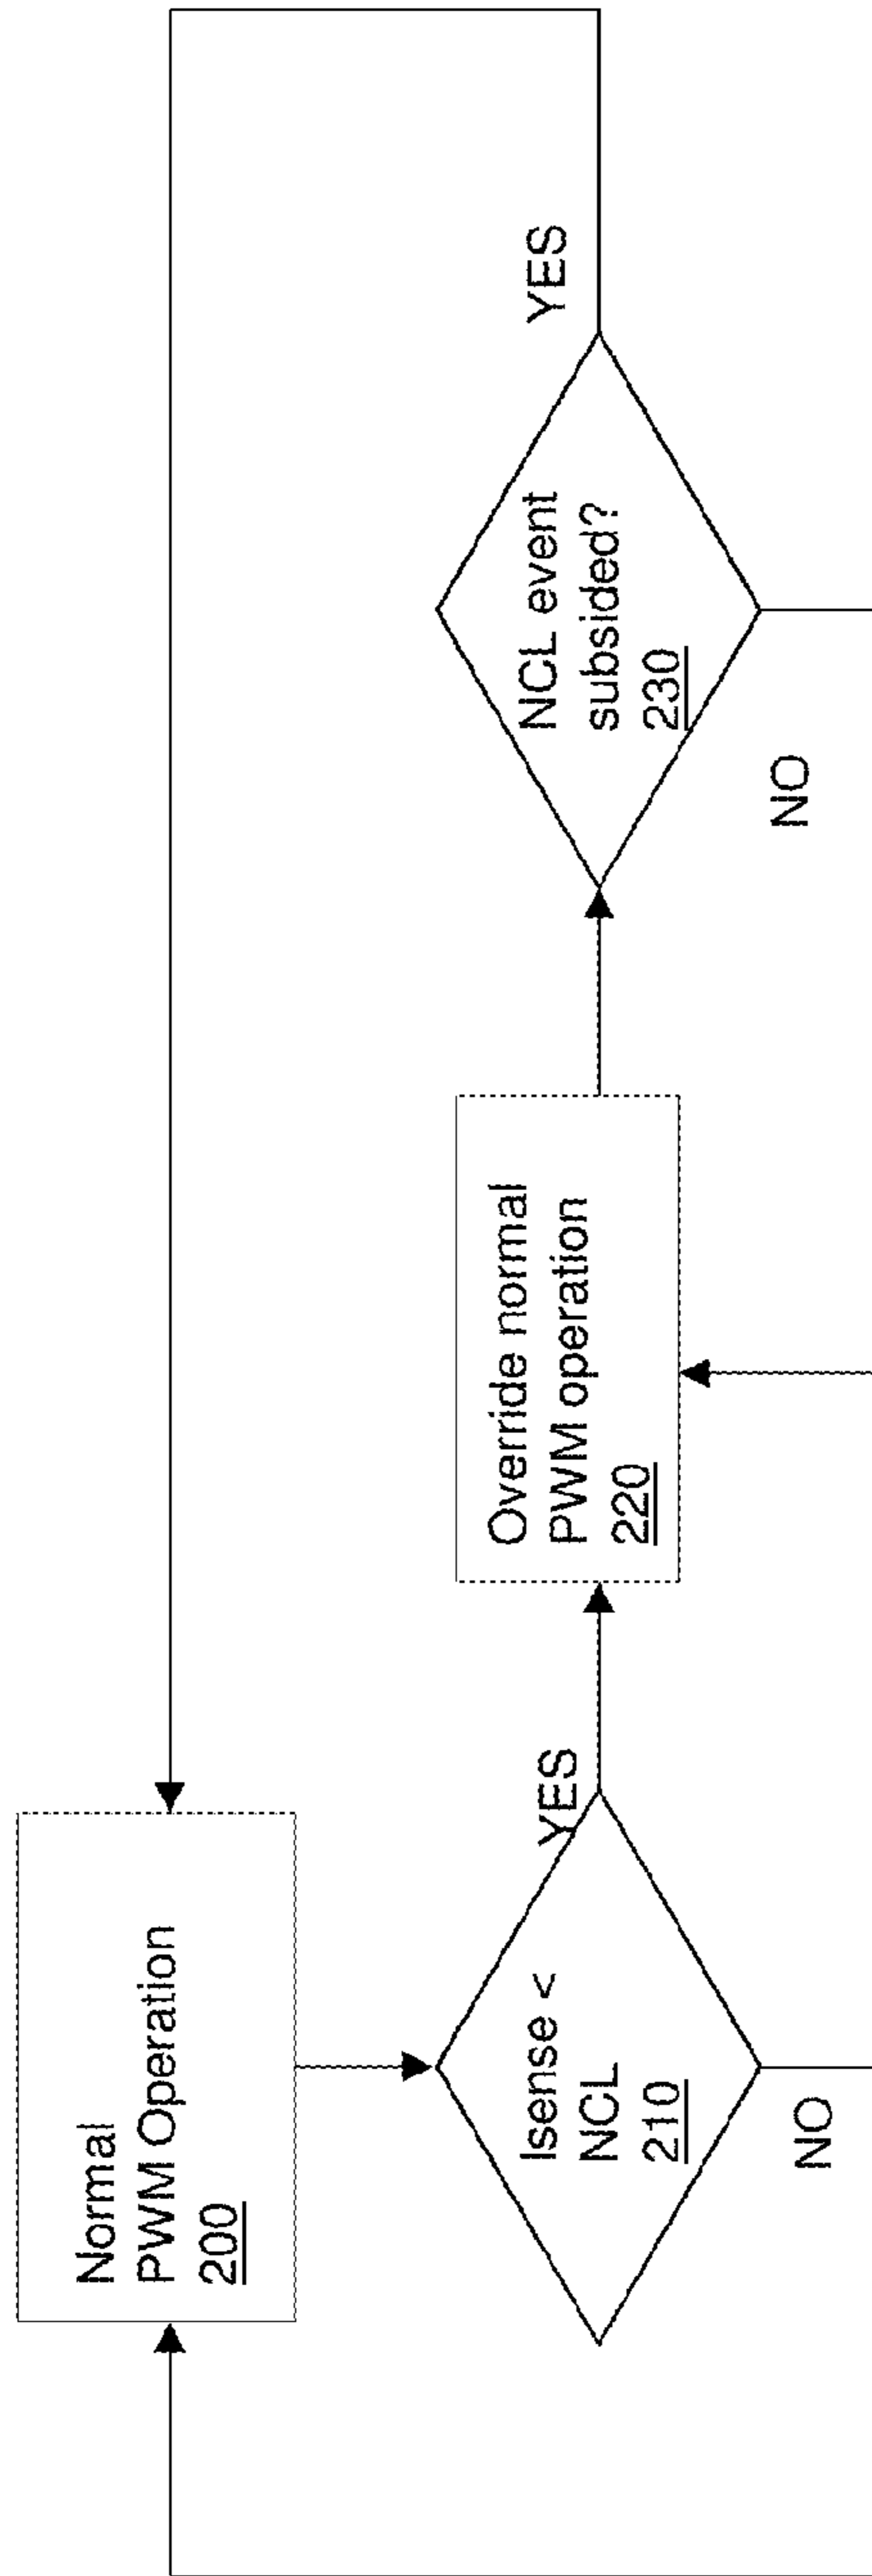 Normal
PWM Operation
200
Isense <
NCL
210
YES
NO
Override normal
PWM operation
220
NCL event
subsided?
230
YES
NO